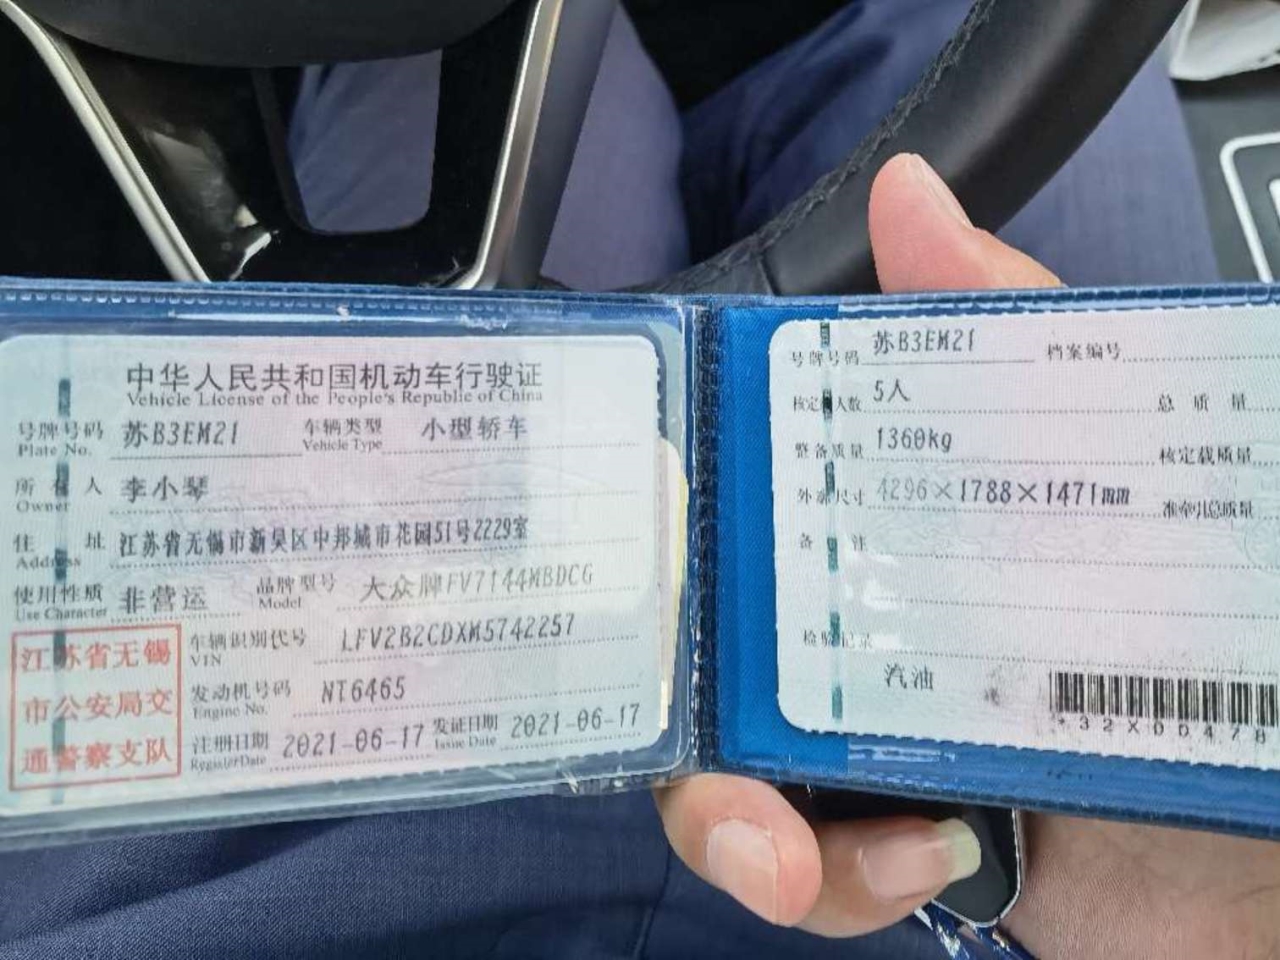 中华人民共和国机动车行驶证
Vehicle License of the People's Republic of China
号牌号码 苏B3EM21 车辆类型 小型轿车
Plate No. Vehicle Type
所有人 李小琴
Owner
住址 江苏省无锡市新吴区中邦城市花园51号2229室
Address
使用性质 非营运 品牌型号 大众牌FV7144MBDCG
Use Character Model
车辆识别代号 LFV2B2CDXM5742257
VIN
发动机号码 NT6465
Engine No.
注册日期 2021-06-17 发证日期 2021-06-17
Register Date Issue Date
江苏省无锡
市公安局交
通警察支队
号牌号码 苏B3EM21 档案编号
核定人数 5人 总质量
整备质量 1360kg 核定载质量
外廓尺寸 4296×1788×1471mm 准牵引总质量
备注
检验记录
汽油
*32X00478